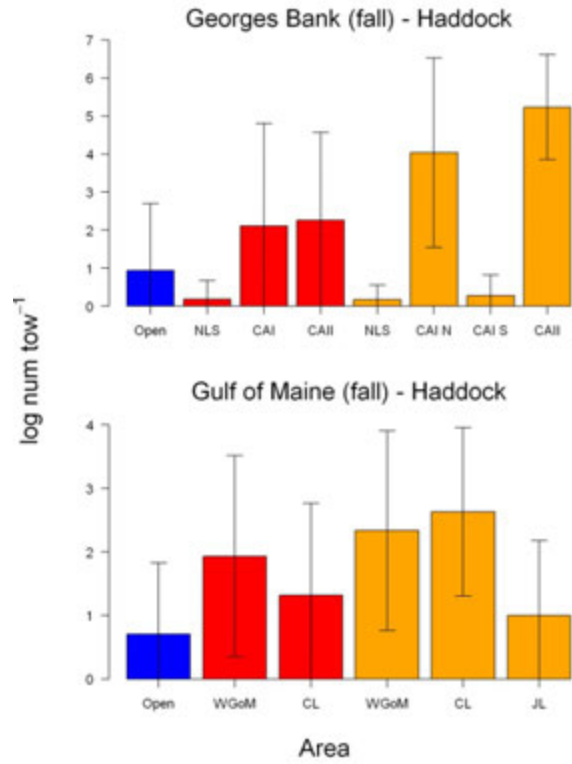 Georges Bank (fall) - Haddock
7
6
5
4
3
2
1
0
Open NLS CAI CAII NLS CAI N CAI S CAII
log num tow⁻¹
Gulf of Maine (fall) - Haddock
4
3
2
1
0
Open WGoM CL WGoM CL JL
Area